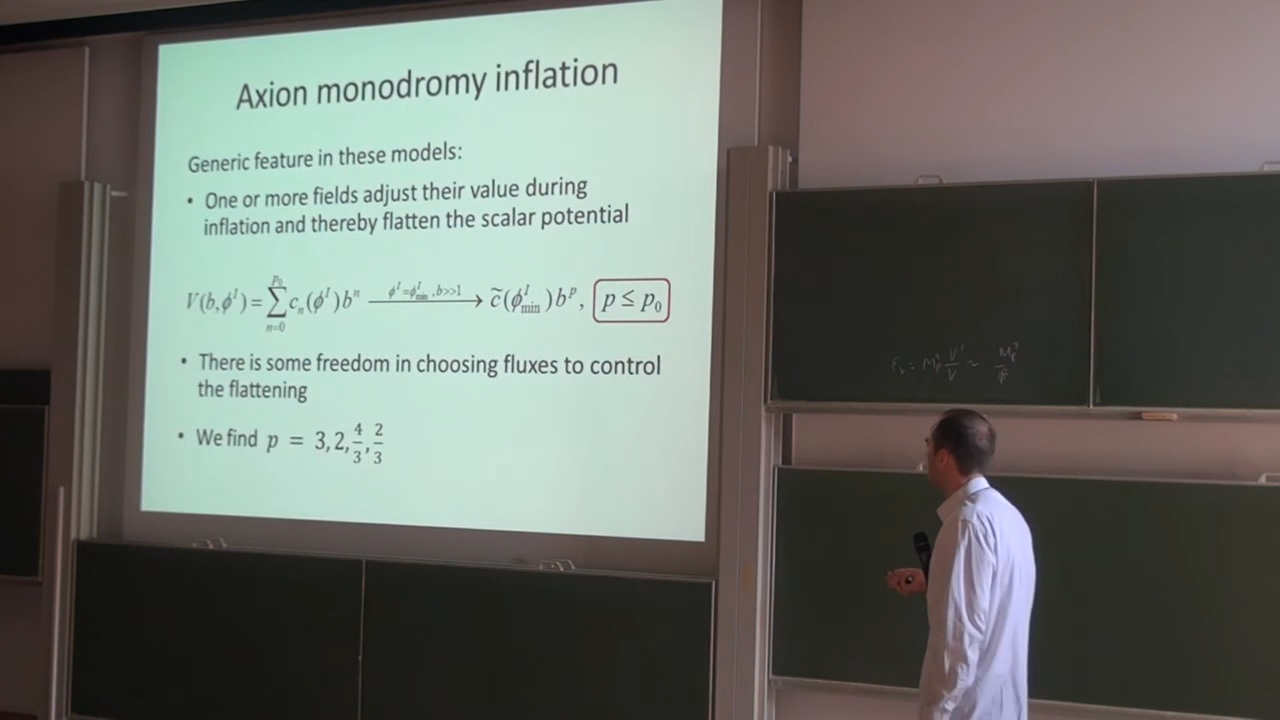 Axion monodromy inflation
Generic feature in these models:
• One or more fields adjust their value during
inflation and thereby flatten the scalar potential
V(b,ϕ^I) = ∑_{n=0}^{p_0} c_n(ϕ^I) b^n ⟶^{ϕ^I=ϕ^I_min, b>>1} c̃(ϕ^I_min) b^p, p ≤ p_0
• There is some freedom in choosing fluxes to control
the flattening
• We find p = 3, 2, 4/3, 2/3